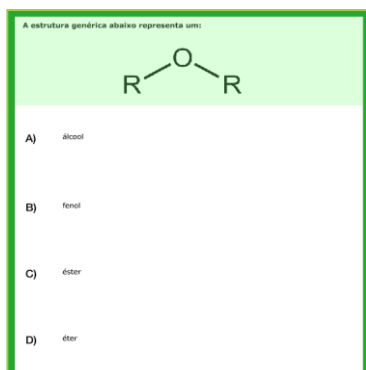 A estrutura genérica abaixo representa um:
O
R R
A) álcool
B) fenol
C) éster
D) éter